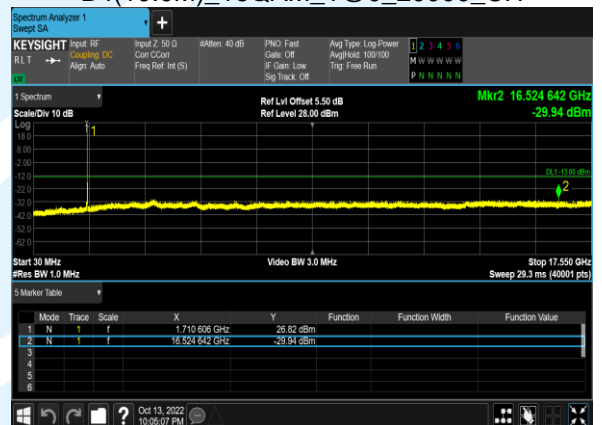 Spectrum Analyzer 1
Swept SA
+
KEYSIGHT Input: RF Input Z: 50 Ω #Atten: 40 dB PNO: Fast Avg Type: Log-Power 1 2 3 4 5 6
R L T Coupling: DC Corr CCorr Gate: Off Avg|Hold: 100/100 M W W W W W
Align: Auto Freq Ref: Int (S) IF Gain: Low Trig: Free Run
Sig Track: Off P N N N N N
1 Spectrum Ref Lvl Offset 5.50 dB Mkr2 16.524 642 GHz
Scale/Div 10 dB Ref Level 28.00 dBm -29.94 dBm
Log
18.0 1
8.00
-2.00
-12.0 DL1 -13.00 dBm
-22.0 2
-32.0
-42.0
-52.0
-62.0
Start 30 MHz Video BW 3.0 MHz Stop 17.550 GHz
#Res BW 1.0 MHz Sweep 29.3 ms (40001 pts)
5 Marker Table
Mode Trace Scale X Y Function Function Width Function Value
1 N 1 f 1.710 606 GHz 26.82 dBm
2 N 1 f 16.524 642 GHz -29.94 dBm
3
4
5
6
? Oct 13, 2022
10:05:07 PM